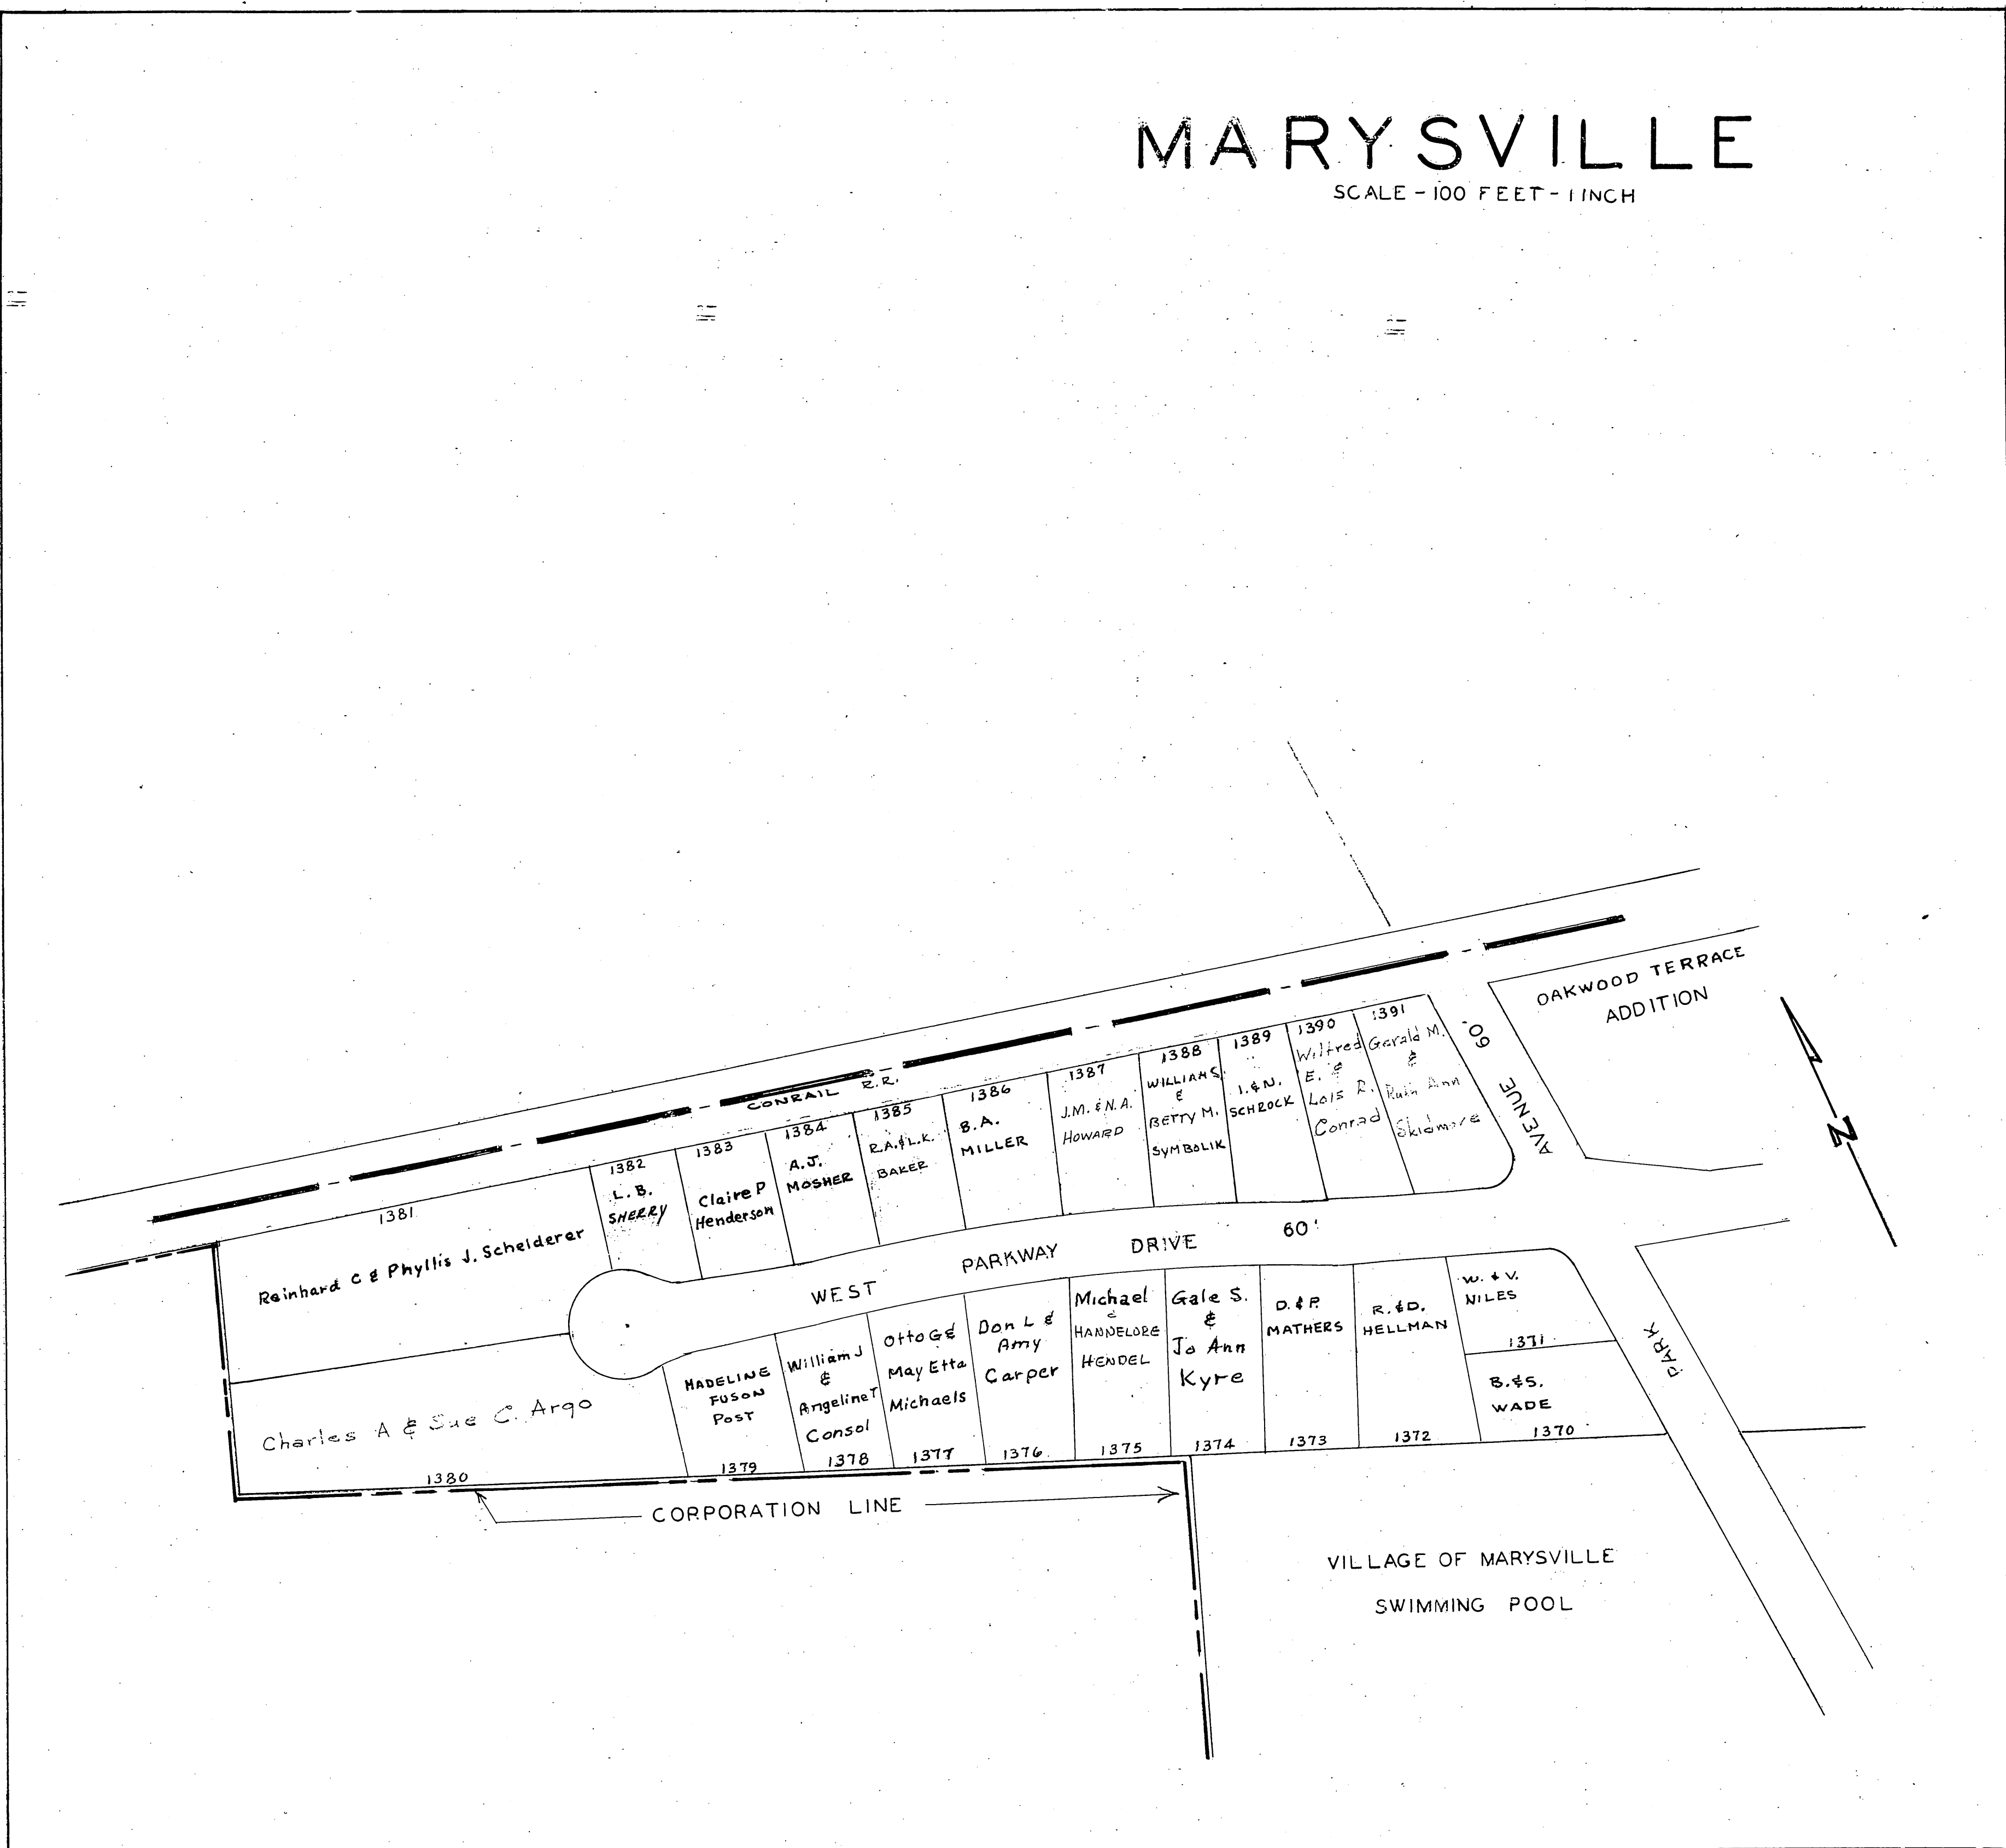 MARYSVILLE
SCALE - 100 FEET - 1 INCH
OAKWOOD TERRACE
ADDITION
CONRAIL R.R.
1381
Reinhard C & Phyllis J. Scheiderer
1382
L. B.
SHERRY
1383
Claire P
Henderson
1384
A.J.
MOSHER
1385
R.A.&L.K.
BAKER
1386
B.A.
MILLER
1387
J.M. & N.A.
HOWARD
1388
WILLIAM S.
&
BETTY M.
SYMBOLIK
1389
I. & N.
SCHROCK
1390
Wilfred
E. &
Lois R.
Conrad
1391
Gerald M.
&
Ruth Ann
Skidmore
60'
AVENUE
N
WEST PARKWAY DRIVE 60'
Charles A & Sue C. Argo
1380
MADELINE
FUSON
POST
1379
William J
&
Angeline T
Consol
1378
Otto G &
May Etta
Michaels
1377
Don L &
Amy
Carper
1376
Michael
&
HANNELORE
HENDEL
1375
Gale S.
&
Jo Ann
Kyre
1374
D. & P.
MATHERS
1373
R. & D.
HELLMAN
1372
W. & V.
NILES
1371
B. & S.
WADE
1370
PARK
CORPORATION LINE
VILLAGE OF MARYSVILLE
SWIMMING POOL